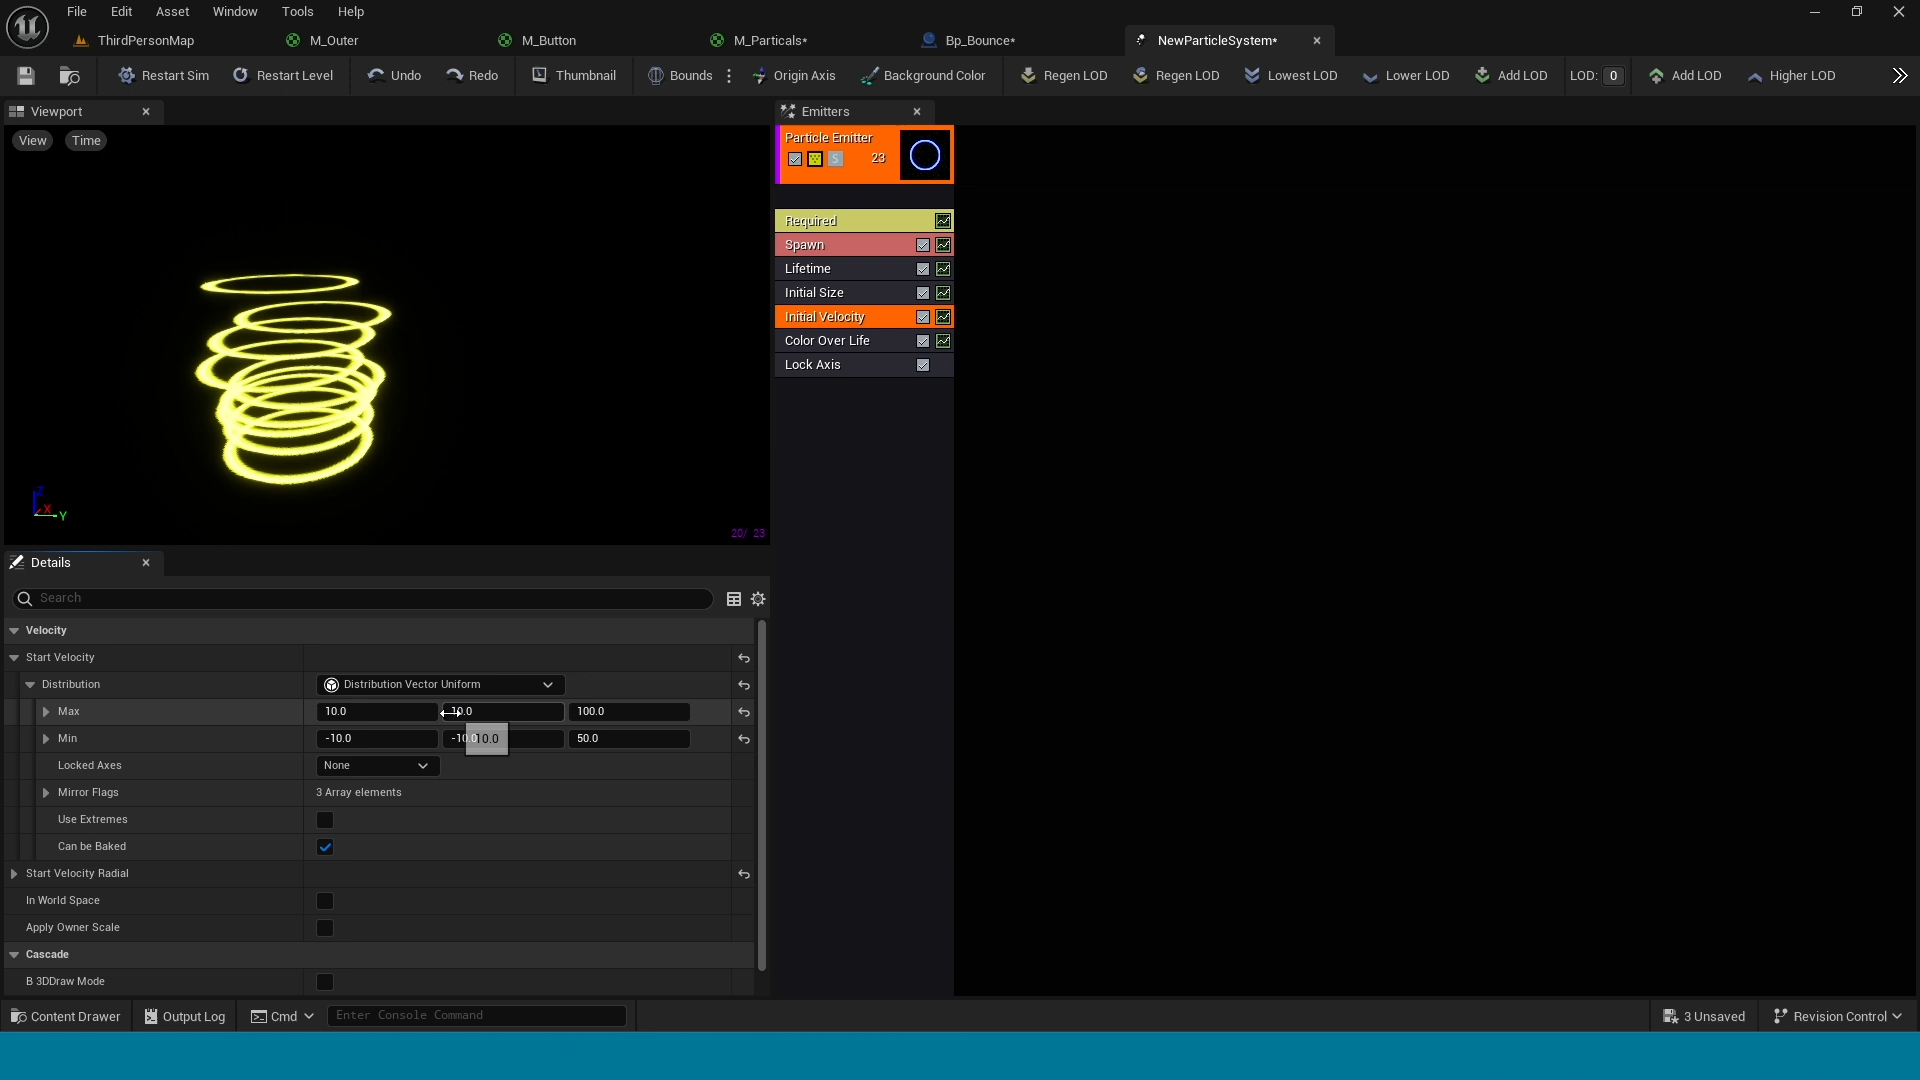 File Edit Asset Window Tools Help
ThirdPersonMap M_Outer M_Button M_Particals* Bp_Bounce* NewParticleSystem*
Restart Sim Restart Level Undo Redo Thumbnail Bounds Origin Axis Background Color Regen LOD Regen LOD Lowest LOD Lower LOD Add LOD LOD: 0 Add LOD Higher LOD
Viewport
View Time
Z
X
Y
20/ 23
Emitters
Particle Emitter
S 23
Required
Spawn
Lifetime
Initial Size
Initial Velocity
Color Over Life
Lock Axis
Details
Search
Velocity
Start Velocity
Distribution Distribution Vector Uniform
Max 10.0 10.0 100.0
Min -10.0 -10.0 50.0
10.0
Locked Axes None
Mirror Flags 3 Array elements
Use Extremes
Can be Baked
Start Velocity Radial
In World Space
Apply Owner Scale
Cascade
B 3DDraw Mode
Content Drawer Output Log Cmd Enter Console Command 3 Unsaved Revision Control